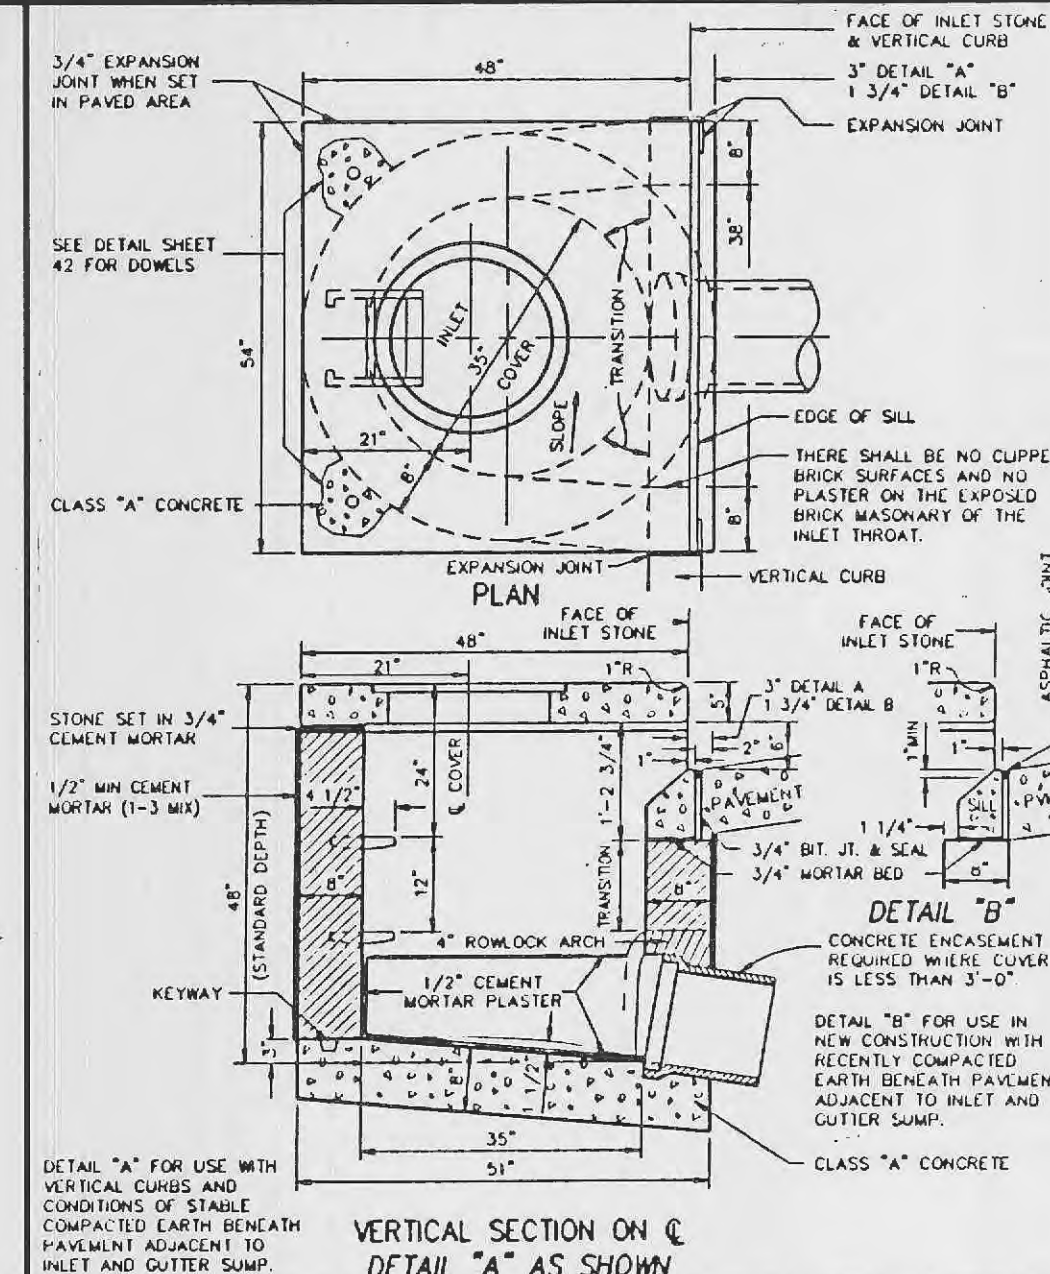 FACE OF INLET STONE
& VERTICAL CURB
3/4" EXPANSION
JOINT WHEN SET
IN PAVED AREA
48"
3" DETAIL "A"
1 3/4" DETAIL "B"
EXPANSION JOINT
8"
38"
SEE DETAIL SHEET
42 FOR DOWELS
54"
INLET
COVER
35"
TRANSITION
SLOPE
21"
8"
EDGE OF SILL
THERE SHALL BE NO CLIPPE
BRICK SURFACES AND NO
PLASTER ON THE EXPOSED
BRICK MASONARY OF THE
INLET THROAT.
CLASS "A" CONCRETE
8"
EXPANSION JOINT
VERTICAL CURB
PLAN
FACE OF
INLET STONE
48"
21"
1"R
3" DETAIL A
1 3/4" DETAIL B
5"
FACE OF
INLET STONE
1"R
ASPHALTIC JOINT
STONE SET IN 3/4"
CEMENT MORTAR
1/2" MIN CEMENT
MORTAR (1-3 MIX)
4 1/2"
24"
℄ COVER
1'-2 3/4"
1"
2"
6"
PAVEMENT
1" MIN
1"
SILL
1 1/4"
8"
3/4" BIT. JT. & SEAL
3/4" MORTAR BED
48"
(STANDARD DEPTH)
8"
12"
TRANSITION
8"
DETAIL "B"
4" ROWLOCK ARCH
CONCRETE ENCASEMENT
REQUIRED WHERE COVER
IS LESS THAN 3'-0"
KEYWAY
1/2" CEMENT
MORTAR PLASTER
3"
8"
1 1/2"
DETAIL "B" FOR USE IN
NEW CONSTRUCTION WITH
RECENTLY COMPACTED
EARTH BENEATH PAVEMEN
ADJACENT TO INLET AND
GUTTER SUMP.
35"
51"
CLASS "A" CONCRETE
DETAIL "A" FOR USE WITH
VERTICAL CURBS AND
CONDITIONS OF STABLE
COMPACTED EARTH BENEATH
PAVEMENT ADJACENT TO
INLET AND GUTTER SUMP.
VERTICAL SECTION ON ℄
DETAIL "A" AS SHOWN